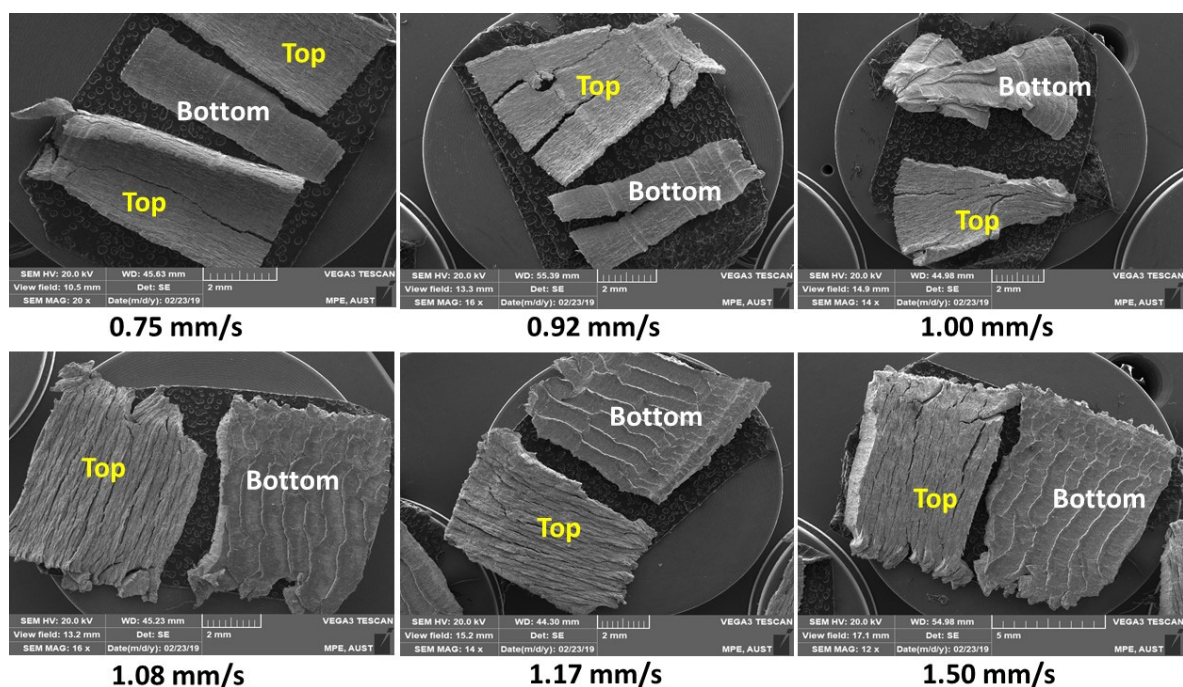 Top
Bottom
Top
SEM HV: 20.0 kV WD: 45.63 mm VEGA3 TESCAN
View field: 10.5 mm Det: SE 2 mm
SEM MAG: 20 x Date(m/d/y): 02/23/19 MPE, AUST
0.75 mm/s
Top
Bottom
SEM HV: 20.0 kV WD: 55.39 mm VEGA3 TESCAN
View field: 13.3 mm Det: SE 2 mm
SEM MAG: 16 x Date(m/d/y): 02/23/19 MPE, AUST
0.92 mm/s
Bottom
Top
SEM HV: 20.0 kV WD: 44.98 mm VEGA3 TESCAN
View field: 14.9 mm Det: SE 2 mm
SEM MAG: 14 x Date(m/d/y): 02/23/19 MPE, AUST
1.00 mm/s
Top
Bottom
SEM HV: 20.0 kV WD: 45.23 mm VEGA3 TESCAN
View field: 13.2 mm Det: SE 2 mm
SEM MAG: 16 x Date(m/d/y): 02/23/19 MPE, AUST
1.08 mm/s
Bottom
Top
SEM HV: 20.0 kV WD: 44.30 mm VEGA3 TESCAN
View field: 15.2 mm Det: SE 2 mm
SEM MAG: 14 x Date(m/d/y): 02/23/19 MPE, AUST
1.17 mm/s
Top
Bottom
SEM HV: 20.0 kV WD: 54.98 mm VEGA3 TESCAN
View field: 17.1 mm Det: SE 5 mm
SEM MAG: 12 x Date(m/d/y): 02/23/19 MPE, AUST
1.50 mm/s